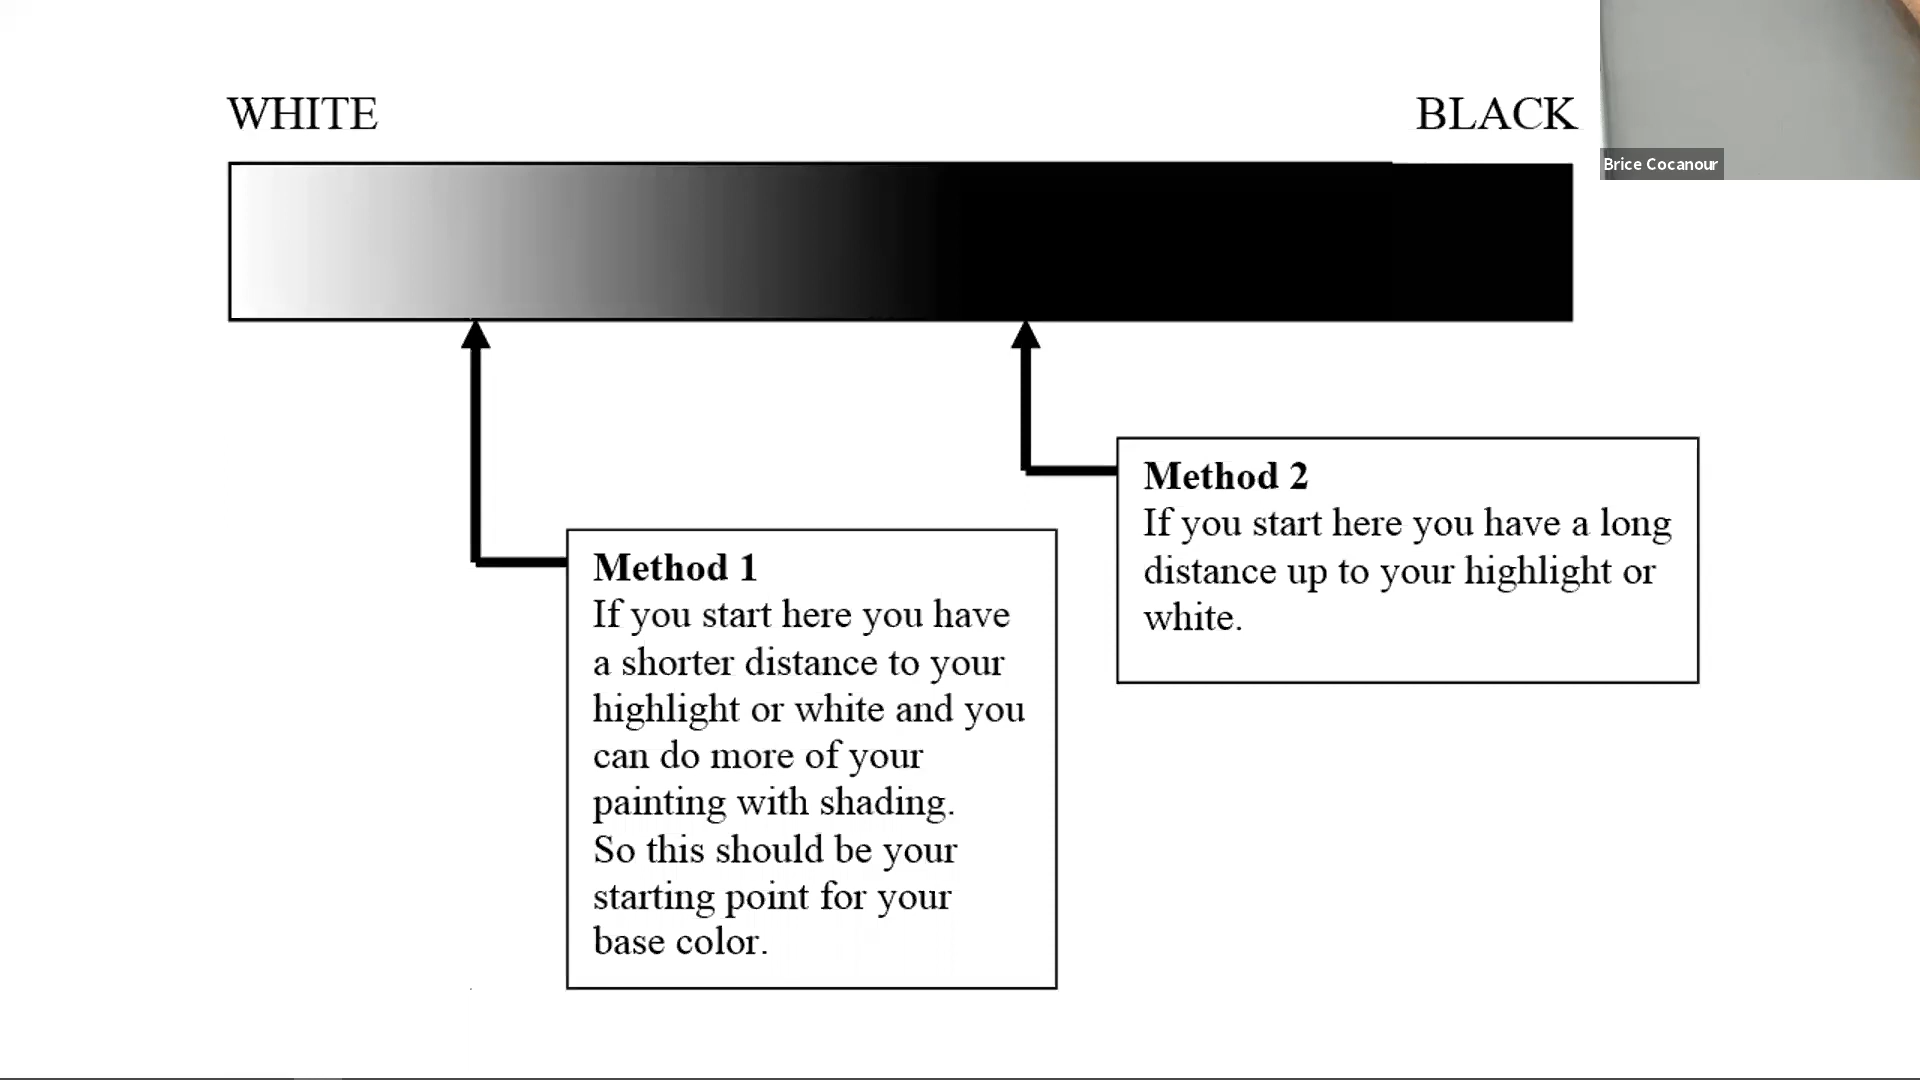 WHITE
BLACK
Brice Cocanour
Method 2
If you start here you have a long
distance up to your highlight or
white.
Method 1
If you start here you have
a shorter distance to your
highlight or white and you
can do more of your
painting with shading.
So this should be your
starting point for your
base color.